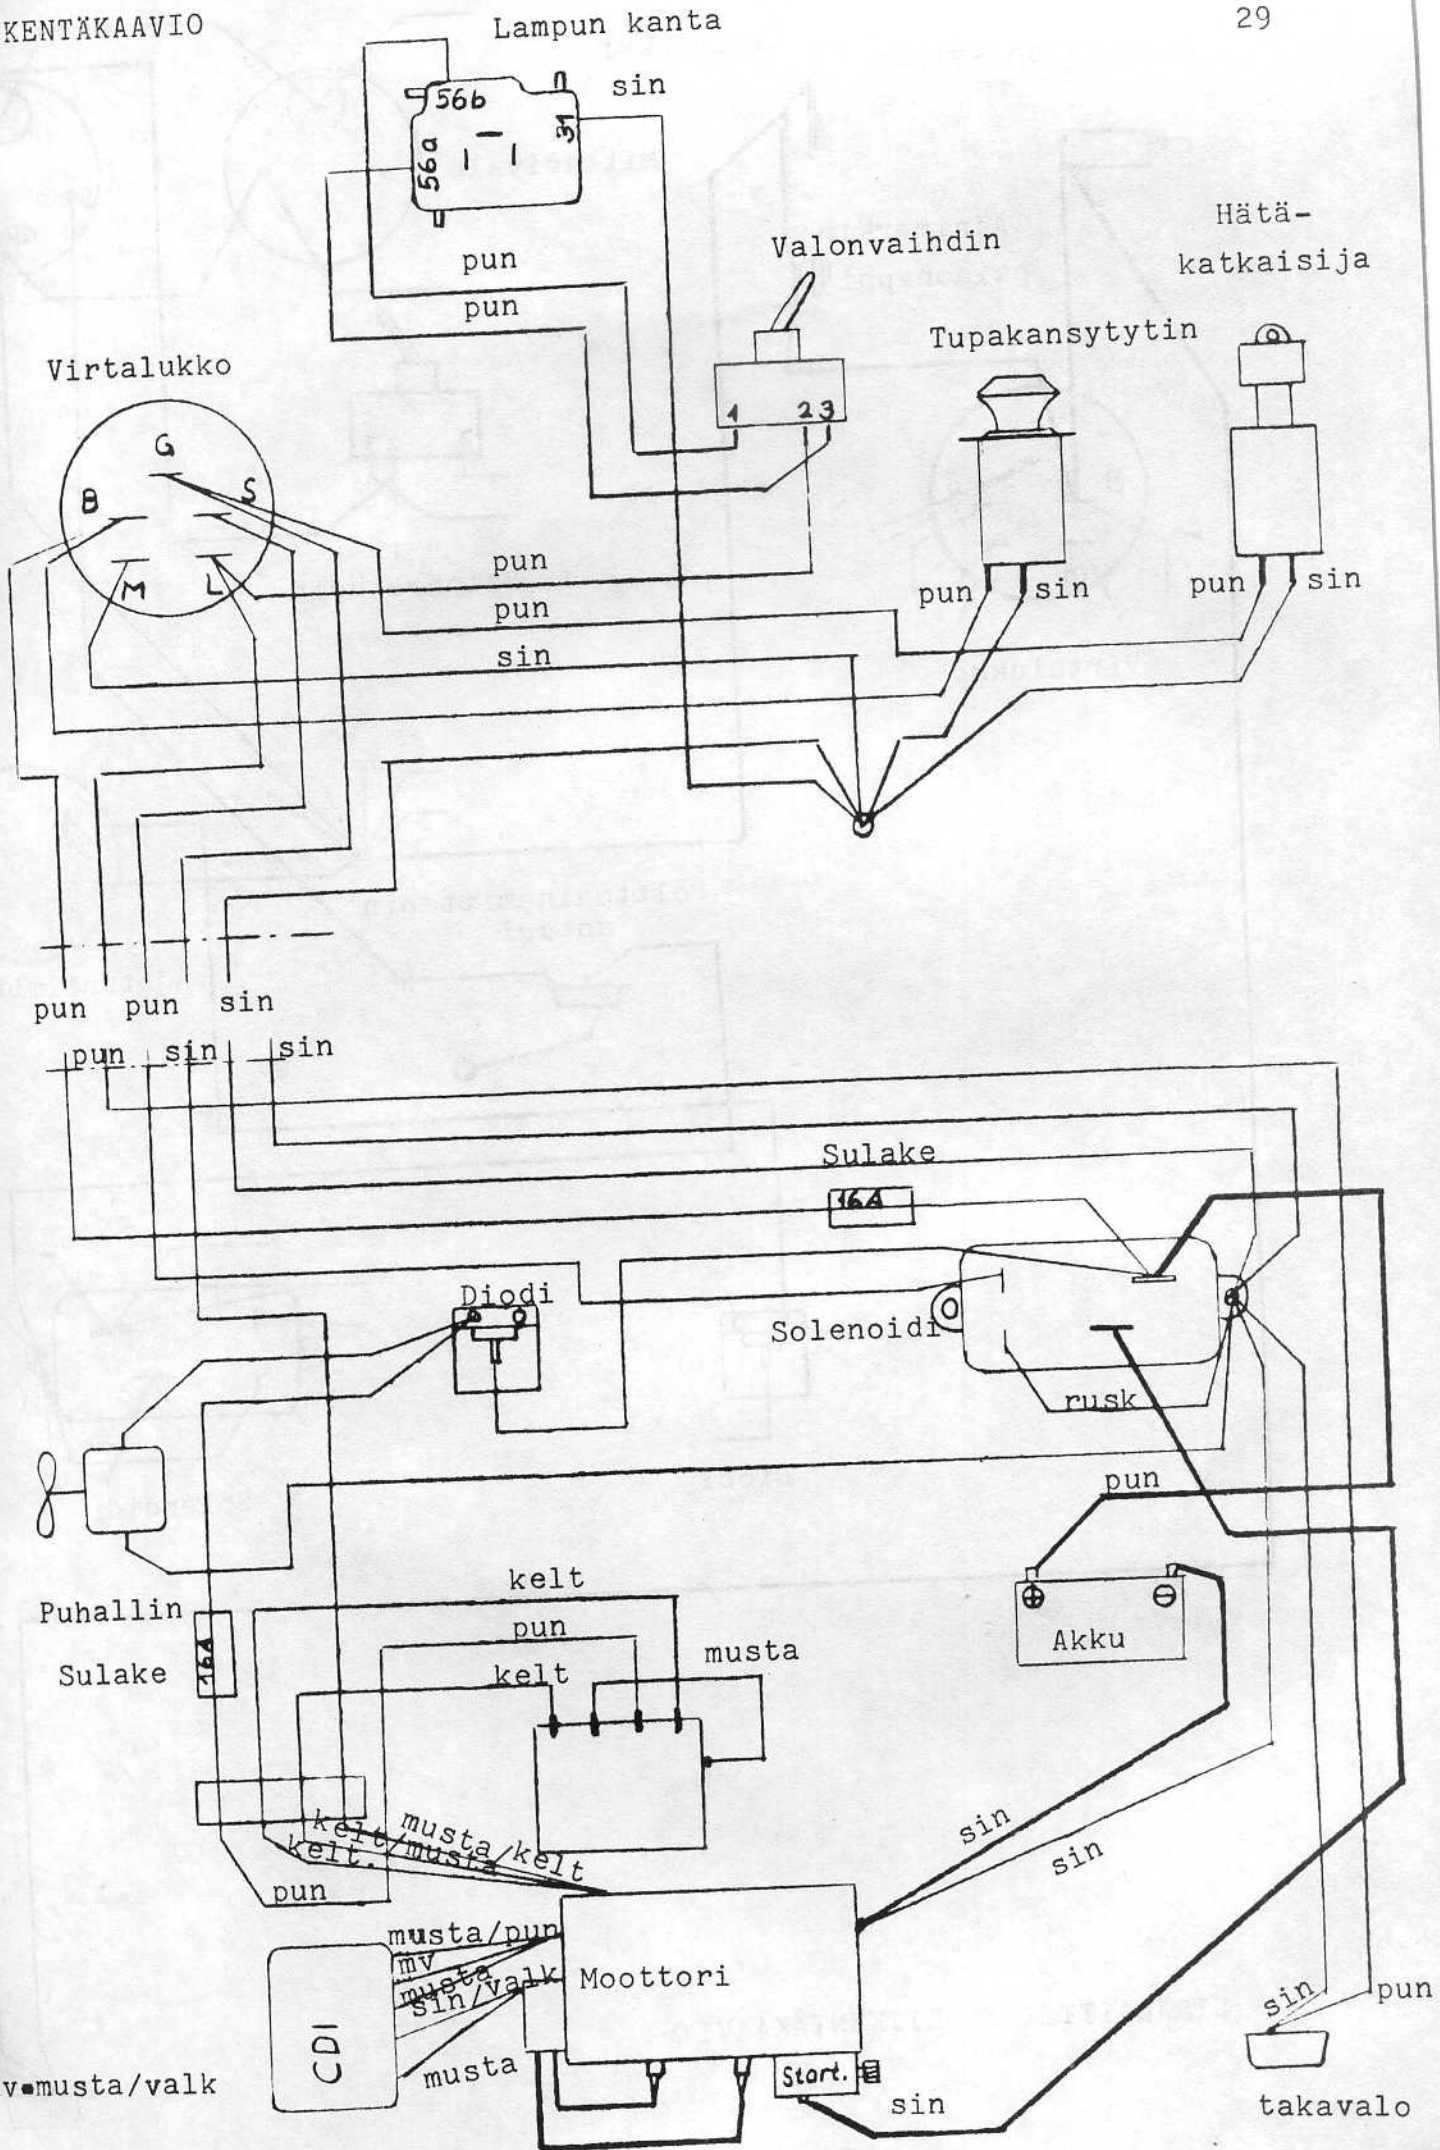 KENTÄKAAVIO
29
Lampun kanta
sin
56b
56a
31
pun
pun
Valonvaihdin
Hätä-
katkaisija
Tupakansytytin
1 2 3
Virtalukko
G
B S
M L
pun
pun
sin
pun sin
pun sin
pun pun sin
pun sin sin
Sulake
16A
Diodi
Solenoidi
rusk
pun
Akku
Puhallin
Sulake
16A
kelt
pun
kelt
musta
musta/kelt
kelt/musta
kelt.
pun
sin
sin
musta/pun
mv
musta
sin/valk
musta
CDI
Moottori
Start.
sin
sin
pun
takavalo
v=musta/valk